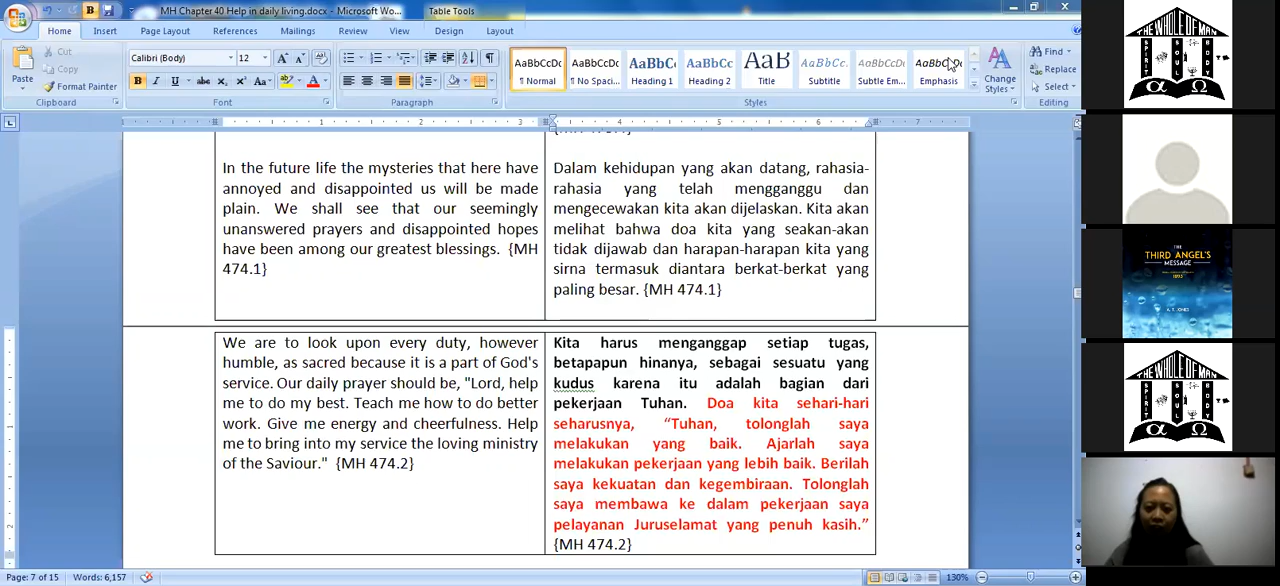 MH Chapter 40 Help in daily living.docx - Microsoft Wo...
Table Tools
Home
Insert
Page Layout
References
Mailings
Review
View
Design
Layout
Paste
Cut
Copy
Format Painter
Clipboard
Calibri (Body)
12
Font
Paragraph
AaBbCcDc
¶ Normal
AaBbCcDc
¶ No Spaci...
AaBbCc
Heading 1
AaBbCc
Heading 2
AaB
Title
AaBbCc.
Subtitle
AaBbCcDc
Subtle Em...
AaBbCcDc
Emphasis
Change
Styles
Styles
Find
Replace
Select
Editing
In the future life the mysteries that here have
annoyed and disappointed us will be made
plain. We shall see that our seemingly
unanswered prayers and disappointed hopes
have been among our greatest blessings. {MH
474.1}
Dalam kehidupan yang akan datang, rahasia-
rahasia yang telah mengganggu dan
mengecewakan kita akan dijelaskan. Kita akan
melihat bahwa doa kita yang seakan-akan
tidak dijawab dan harapan-harapan kita yang
sirna termasuk diantara berkat-berkat yang
paling besar. {MH 474.1}
We are to look upon every duty, however
humble, as sacred because it is a part of God's
service. Our daily prayer should be, "Lord, help
me to do my best. Teach me how to do better
work. Give me energy and cheerfulness. Help
me to bring into my service the loving ministry
of the Saviour." {MH 474.2}
Kita harus menganggap setiap tugas,
betapapun hinanya, sebagai sesuatu yang
kudus karena itu adalah bagian dari
pekerjaan Tuhan. Doa kita sehari-hari
seharusnya, “Tuhan, tolonglah saya
melakukan yang baik. Ajarlah saya
melakukan pekerjaan yang lebih baik. Berilah
saya kekuatan dan kegembiraan. Tolonglah
saya membawa ke dalam pekerjaan saya
pelayanan Juruselamat yang penuh kasih.”
{MH 474.2}
Page: 7 of 15
Words: 6,157
130%
THE WHOLE OF MAN
SPIRIT
SOUL
BODY
α
Ω
THE
THIRD ANGEL'S
MESSAGE
A. T. JONES
THE WHOLE OF MAN
SPIRIT
SOUL
BODY
α
Ω